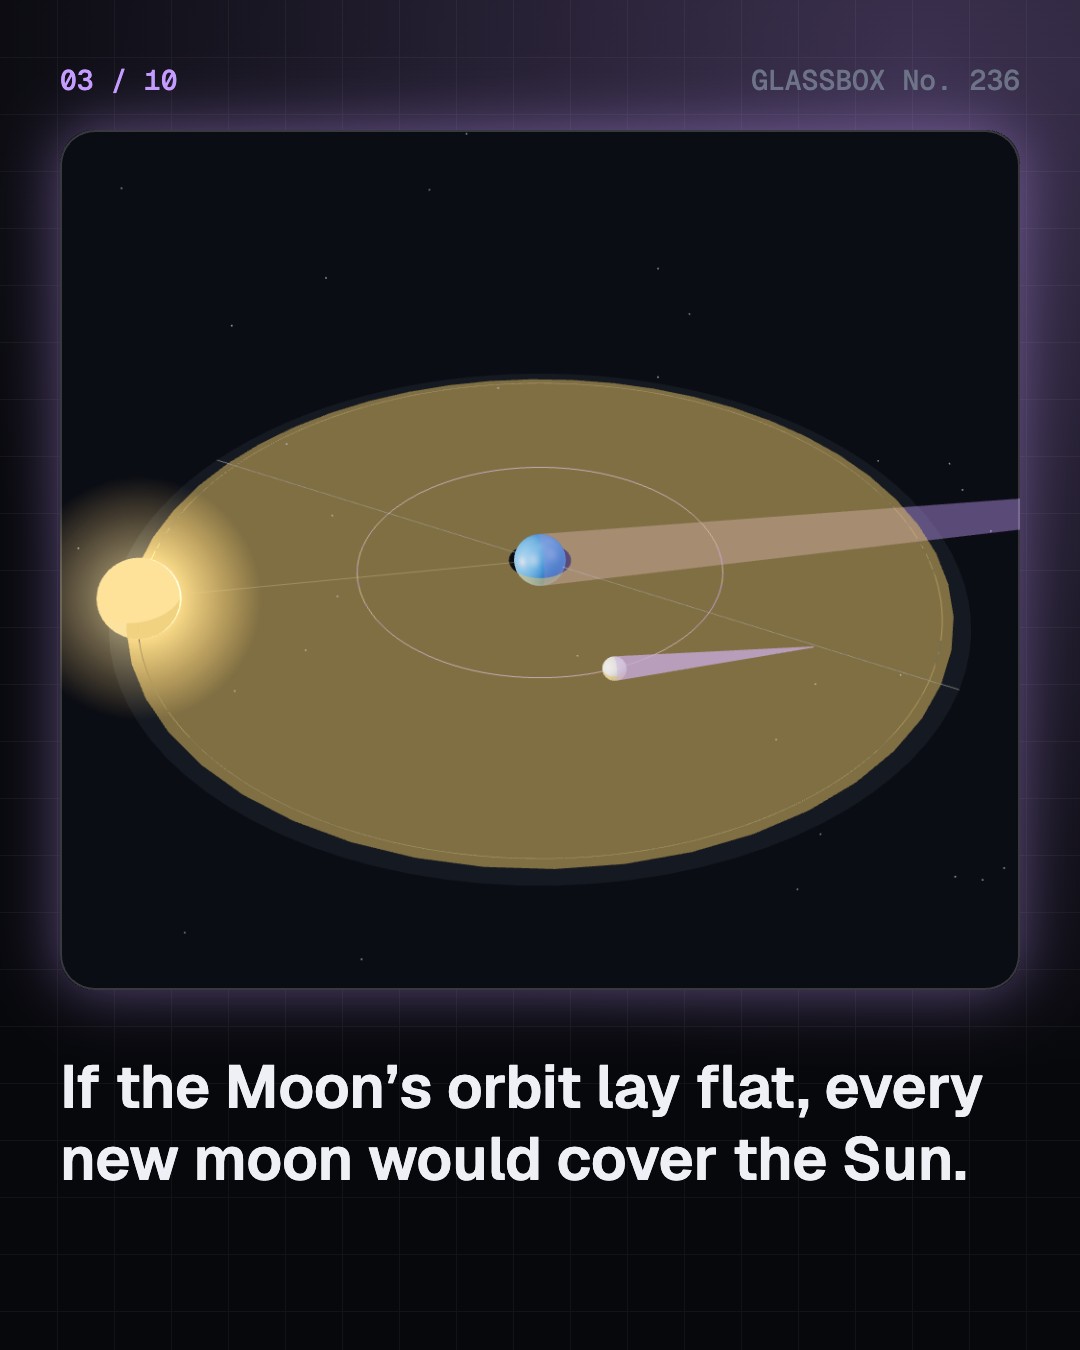 03 / 10
GLASSBOX No. 236
If the Moon’s orbit lay flat, every
new moon would cover the Sun.